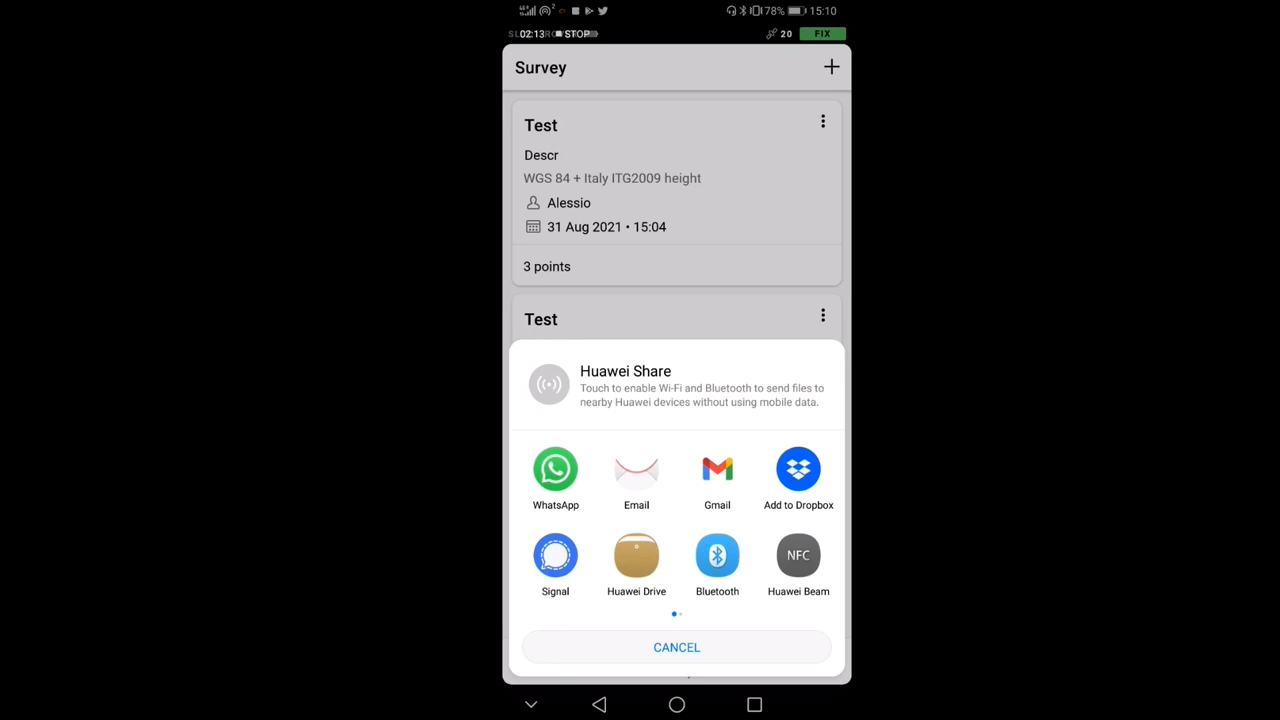 2 78% 15:10
02:13 STOP 20 FIX
Survey
Test
Descr
WGS 84 + Italy ITG2009 height
Alessio
31 Aug 2021 • 15:04
3 points
Test
Huawei Share
Touch to enable Wi-Fi and Bluetooth to send files to
nearby Huawei devices without using mobile data.
WhatsApp Email Gmail Add to Dropbox
NFC
Signal Huawei Drive Bluetooth Huawei Beam
CANCEL